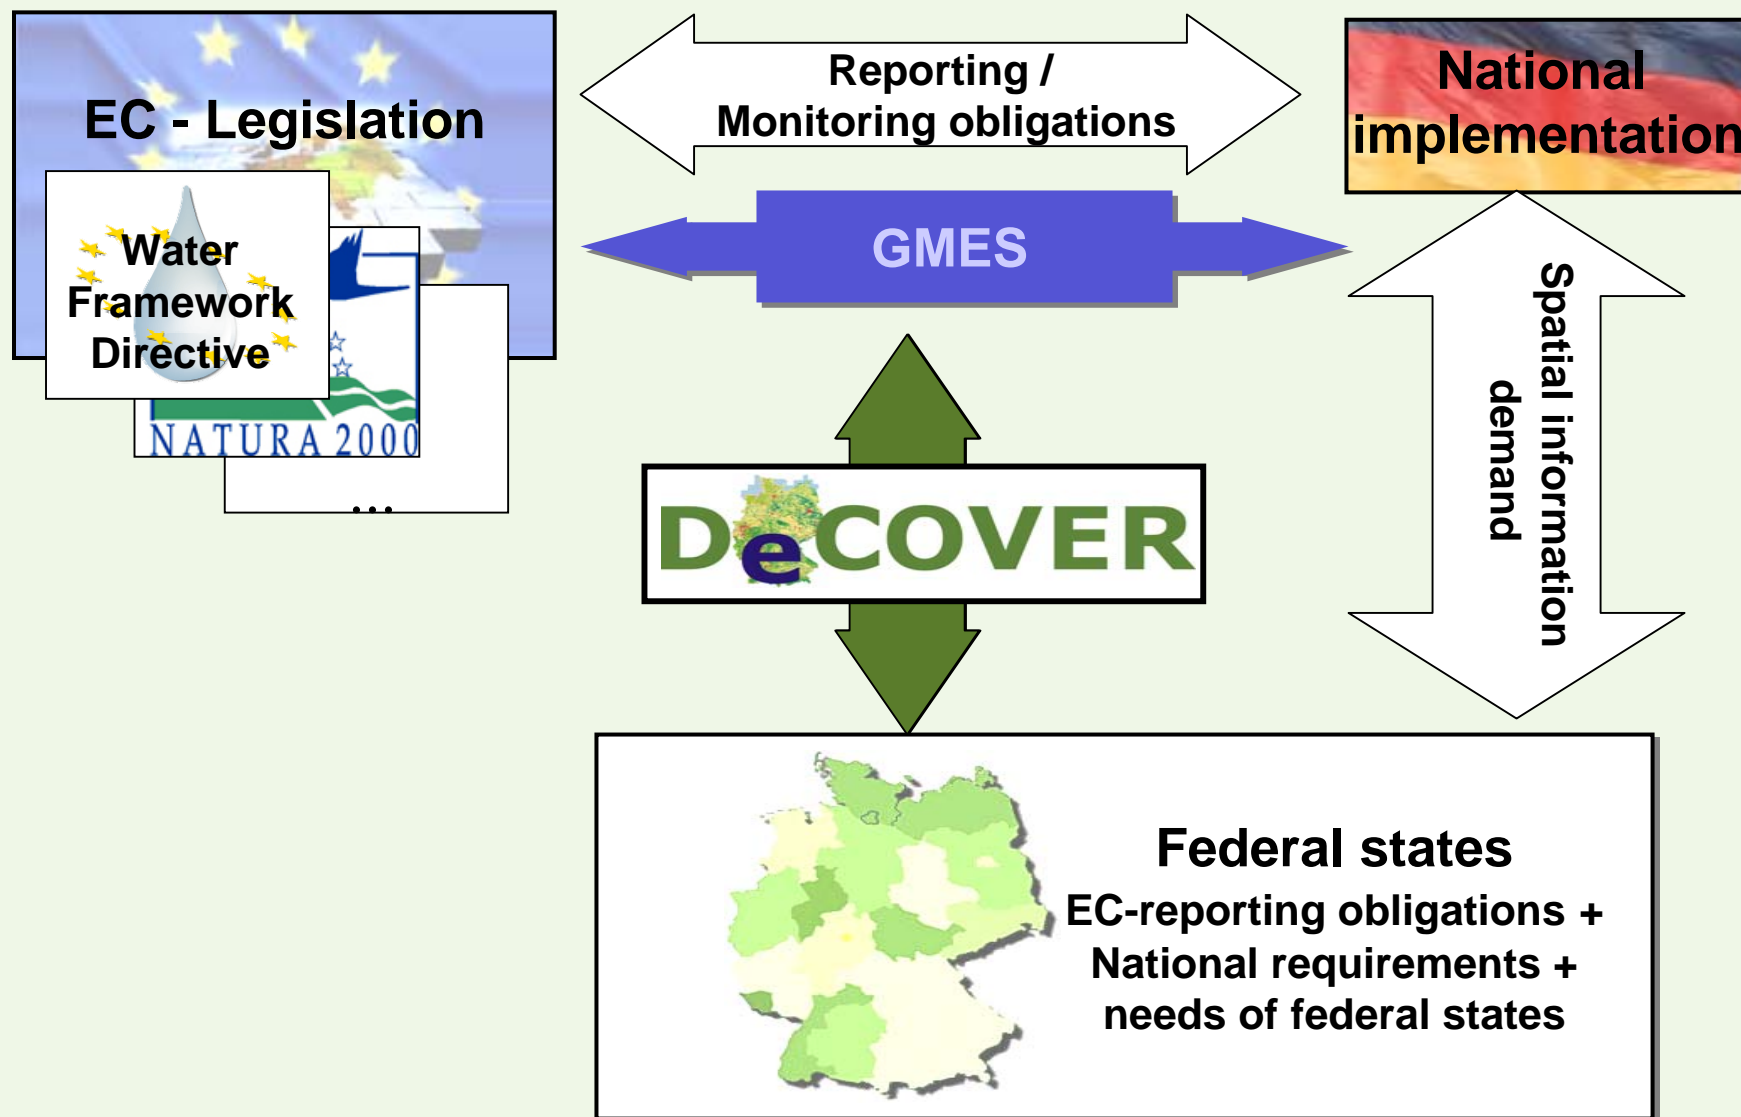 EC - Legislation
Water
Framework
Directive
NATURA 2000
...
Reporting /
Monitoring obligations
National
implementation
GMES
Spatial information
demand
DeCOVER
Federal states
EC-reporting obligations +
National requirements +
needs of federal states